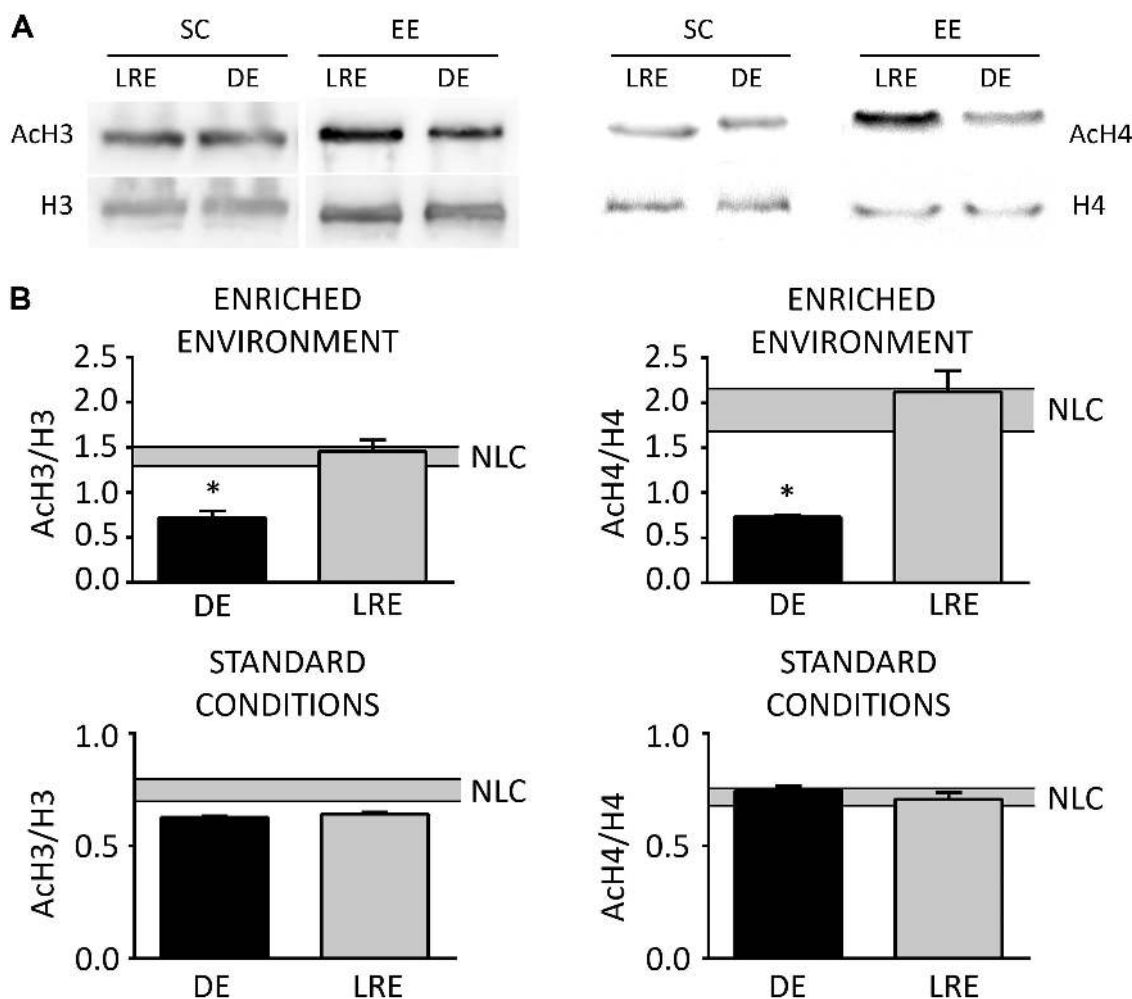 A
SC EE SC EE
LRE DE LRE DE LRE DE LRE DE
AcH3 AcH4
H3 H4
B
ENRICHED
ENVIRONMENT
2.5
2.0
1.5
1.0
0.5
0.0
AcH3/H3
NLC
*
DE LRE
ENRICHED
ENVIRONMENT
2.5
2.0
1.5
1.0
0.5
0.0
AcH4/H4
NLC
*
DE LRE
STANDARD
CONDITIONS
1.0
0.5
0.0
AcH3/H3
NLC
DE LRE
STANDARD
CONDITIONS
1.0
0.5
0.0
AcH4/H4
NLC
DE LRE